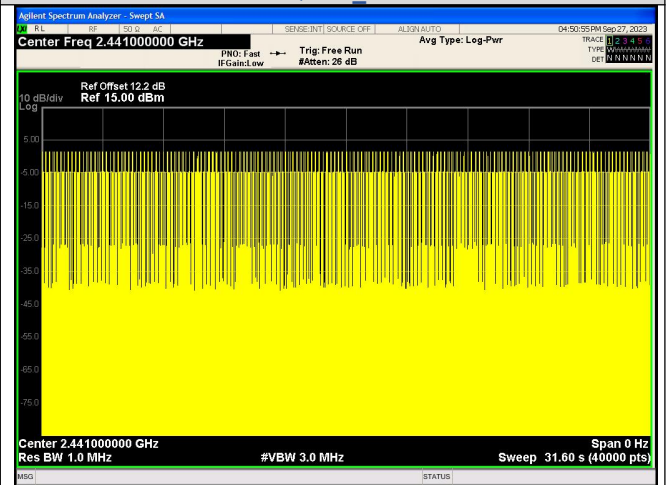 Agilent Spectrum Analyzer - Swept SA
RL RF 50 Ω AC SENSE:INT SOURCE OFF ALIGN AUTO 04:50:55 PM Sep 27, 2023
Center Freq 2.441000000 GHz Avg Type: Log-Pwr TRACE 1 2 3 4 5 6
PNO: Fast Trig: Free Run TYPE
IFGain:Low #Atten: 26 dB DET N N N N N N
Ref Offset 12.2 dB
10 dB/div Ref 15.00 dBm
Log
5.00
-5.00
-15.0
-25.0
-35.0
-45.0
-55.0
-65.0
-75.0
Center 2.441000000 GHz Span 0 Hz
Res BW 1.0 MHz #VBW 3.0 MHz Sweep 31.60 s (40000 pts)
MSG STATUS